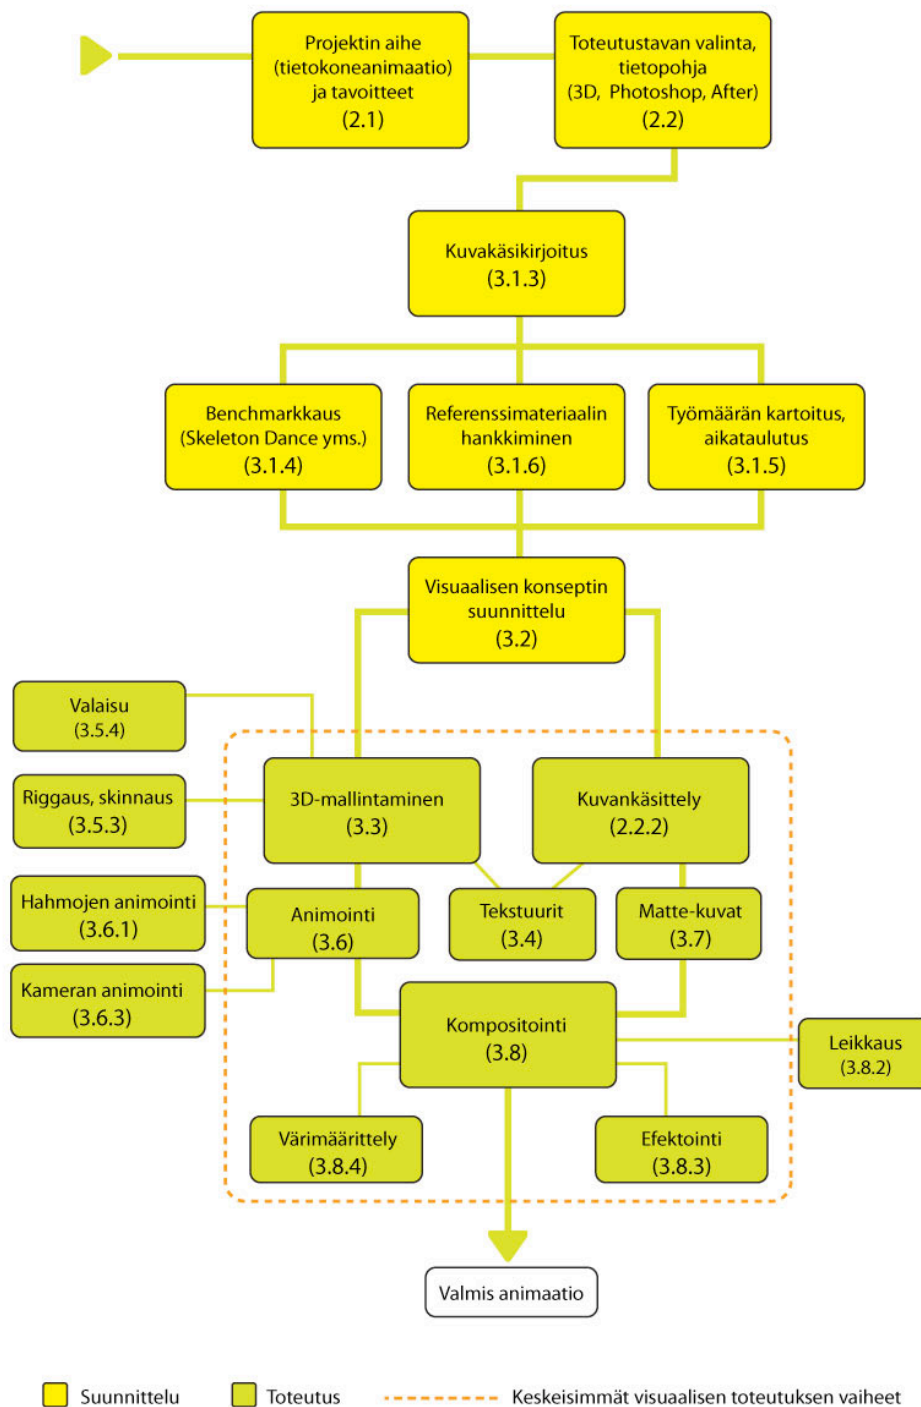 Projektin aihe
(tietokoneanimaatio)
ja tavoitteet
(2.1)
Toteutustavan valinta,
tietopohja
(3D, Photoshop, After)
(2.2)
Kuvakäsikirjoitus
(3.1.3)
Benchmarkkaus
(Skeleton Dance yms.)
(3.1.4)
Referenssimateriaalin
hankkiminen
(3.1.6)
Työmäärän kartoitus,
aikataulutus
(3.1.5)
Visuaalisen konseptin
suunnittelu
(3.2)
Valaisu
(3.5.4)
Riggaus, skinnaus
(3.5.3)
3D-mallintaminen
(3.3)
Kuvankäsittely
(2.2.2)
Hahmojen animointi
(3.6.1)
Animointi
(3.6)
Tekstuurit
(3.4)
Matte-kuvat
(3.7)
Kameran animointi
(3.6.3)
Kompositointi
(3.8)
Leikkaus
(3.8.2)
Värimäärittely
(3.8.4)
Efektointi
(3.8.3)
Valmis animaatio
Suunnittelu
Toteutus
Keskeisimmät visuaalisen toteutuksen vaiheet